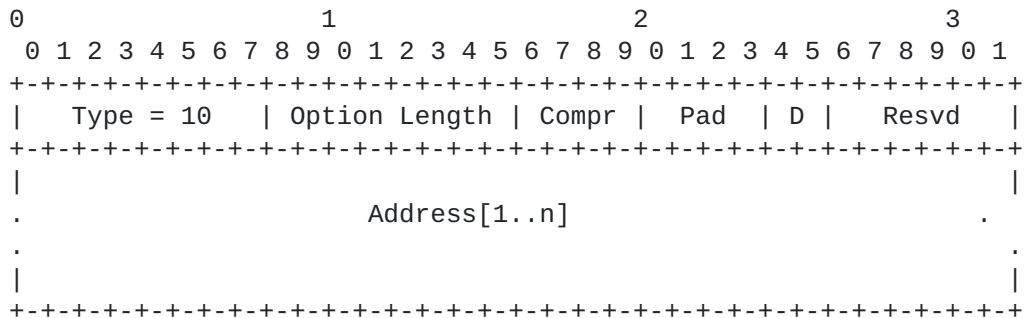 0                   1                   2                   3
 0 1 2 3 4 5 6 7 8 9 0 1 2 3 4 5 6 7 8 9 0 1 2 3 4 5 6 7 8 9 0 1
+-+-+-+-+-+-+-+-+-+-+-+-+-+-+-+-+-+-+-+-+-+-+-+-+-+-+-+-+-+-+-+-+
|   Type = 10   | Option Length | Compr |  Pad  | D |   Resvd   |
+-+-+-+-+-+-+-+-+-+-+-+-+-+-+-+-+-+-+-+-+-+-+-+-+-+-+-+-+-+-+-+-+
|                                                               |
.                      Address[1..n]                          .
.                                                               .
|                                                               |
+-+-+-+-+-+-+-+-+-+-+-+-+-+-+-+-+-+-+-+-+-+-+-+-+-+-+-+-+-+-+-+-+